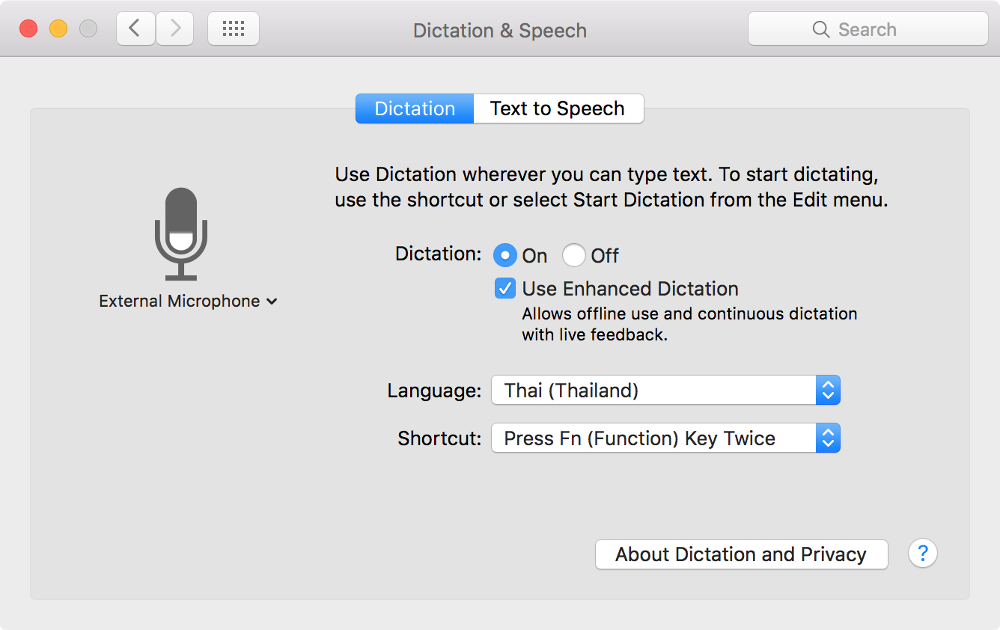 Dictation & Speech
Search
Dictation
Text to Speech
Use Dictation wherever you can type text. To start dictating,
use the shortcut or select Start Dictation from the Edit menu.
External Microphone
Dictation: On Off
Use Enhanced Dictation
Allows offline use and continuous dictation
with live feedback.
Language: Thai (Thailand)
Shortcut: Press Fn (Function) Key Twice
About Dictation and Privacy
?